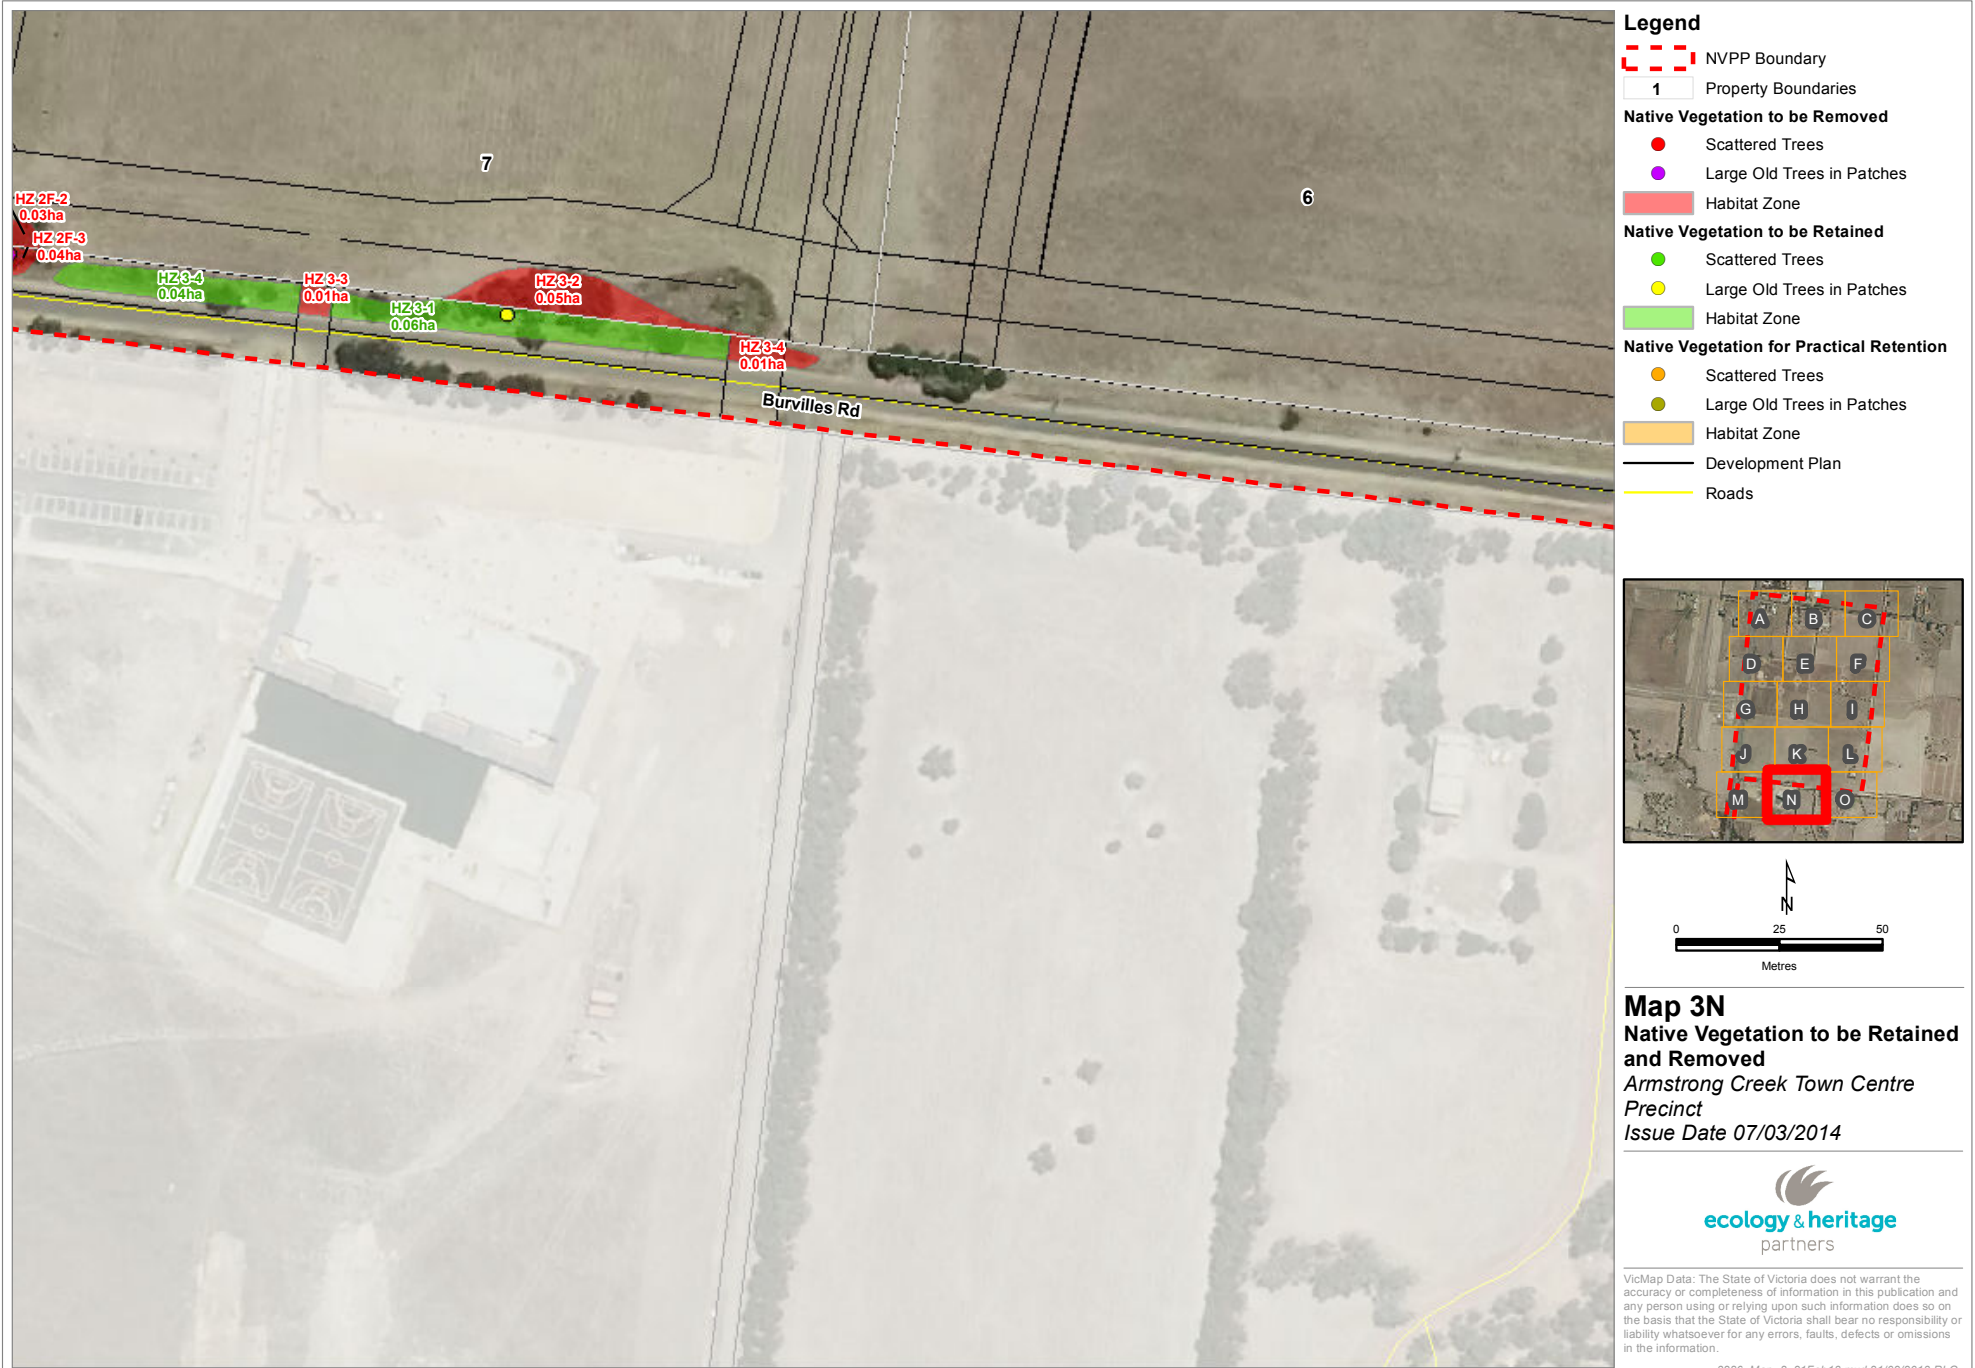 7
6
HZ 2F-2
0.03ha
HZ 2F-3
0.04ha
HZ 3-4
0.04ha
HZ 3-3
0.01ha
HZ 3-1
0.06ha
HZ 3-2
0.05ha
HZ 3-4
0.01ha
Burvilles Rd
Legend
NVPP Boundary
1 Property Boundaries
Native Vegetation to be Removed
Scattered Trees
Large Old Trees in Patches
Habitat Zone
Native Vegetation to be Retained
Scattered Trees
Large Old Trees in Patches
Habitat Zone
Native Vegetation for Practical Retention
Scattered Trees
Large Old Trees in Patches
Habitat Zone
Development Plan
Roads
A B C
D E F
G H I
J K L
M N O
N
0 25 50
Metres
Map 3N
Native Vegetation to be Retained
and Removed
Armstrong Creek Town Centre
Precinct
Issue Date 07/03/2014
ecology & heritage
partners
VicMap Data: The State of Victoria does not warrant the
accuracy or completeness of information in this publication and
any person using or relying upon such information does so on
the basis that the State of Victoria shall bear no responsibility or
liability whatsoever for any errors, faults, defects or omissions
in the information.